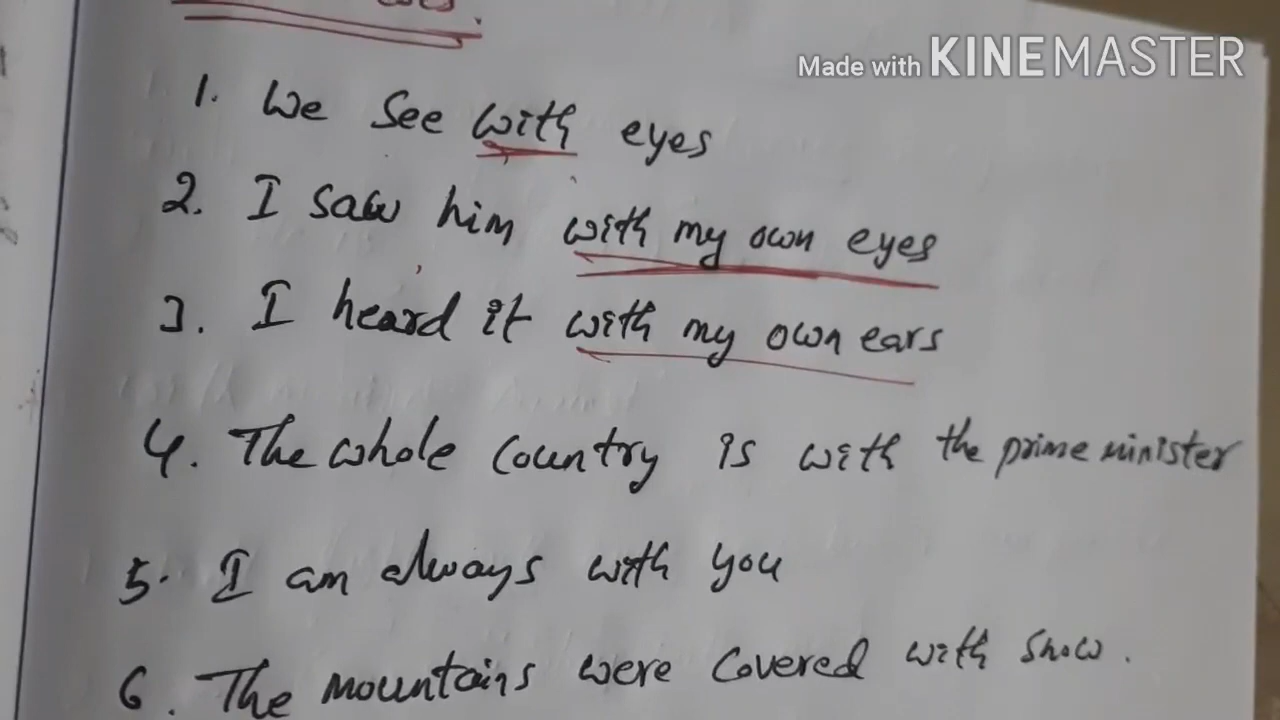 Made with KINEMASTER
1. We see with eyes
2. I saw him with my own eyes
3. I heard it with my own ears
4. The whole country is with the prime minister
5. I am always with you
6. The mountains were covered with snow.